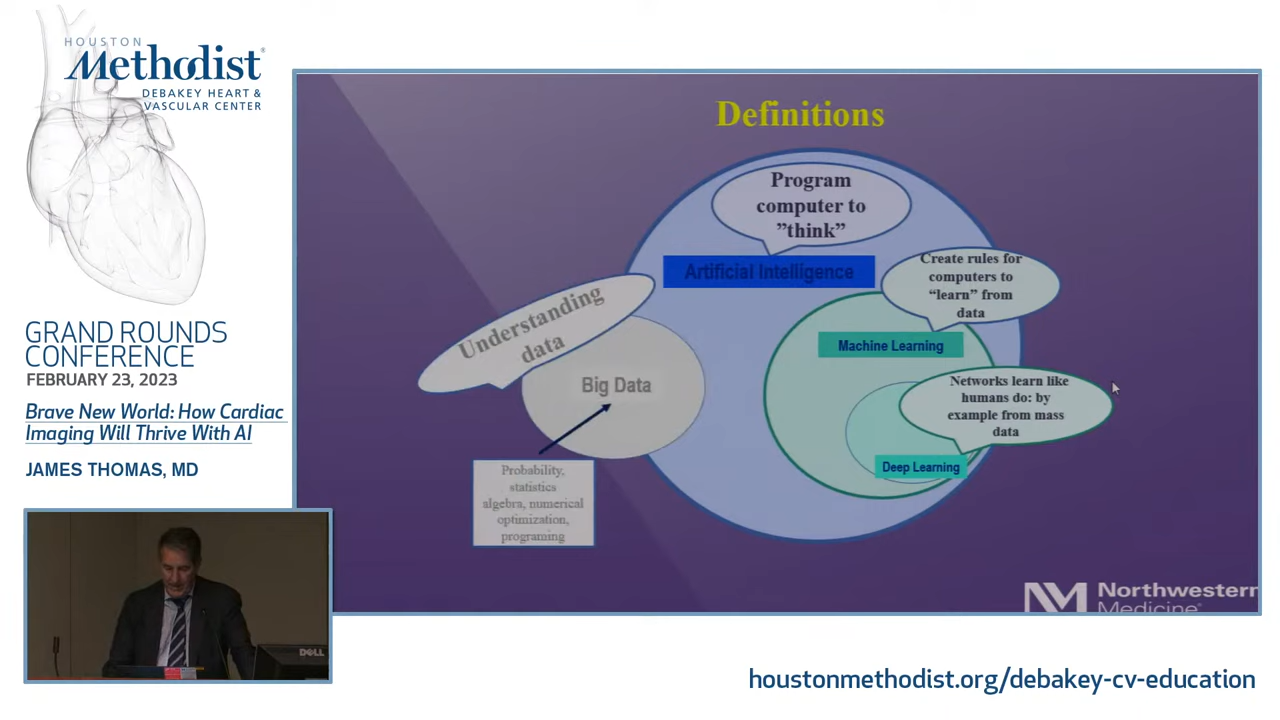 HOUSTON
Methodist®
DEBAKEY HEART &
VASCULAR CENTER
GRAND ROUNDS
CONFERENCE
FEBRUARY 23, 2023
Brave New World: How Cardiac
Imaging Will Thrive With AI
JAMES THOMAS, MD
Definitions
Program
computer to
”think”
Artificial Intelligence
Create rules for
computers to
“learn” from
data
Understanding
data
Machine Learning
Big Data
Networks learn like
humans do: by
example from mass
data
Deep Learning
Probability,
statistics
algebra, numerical
optimization,
programing
Northwestern
Medicine®
DELL
houstonmethodist.org/debakey-cv-education